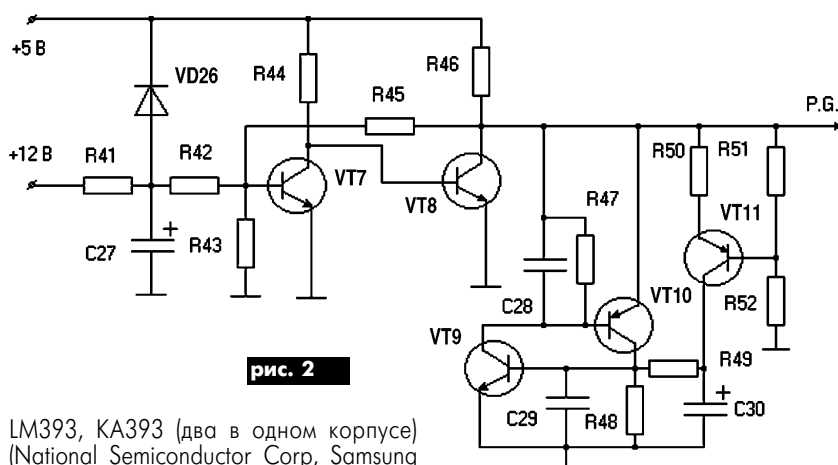 +5 В
VD26
R44
R46
R45
P.G.
+12 В
R41
R42
R50
R51
VT7
VT8
R47
VT11
C27
R43
C28
VT10
R52
VT9
R49
рис. 2
C29
R48
C30
LM393, KA393 (два в одном корпусе)
(National Semiconductor Corp, Samsung